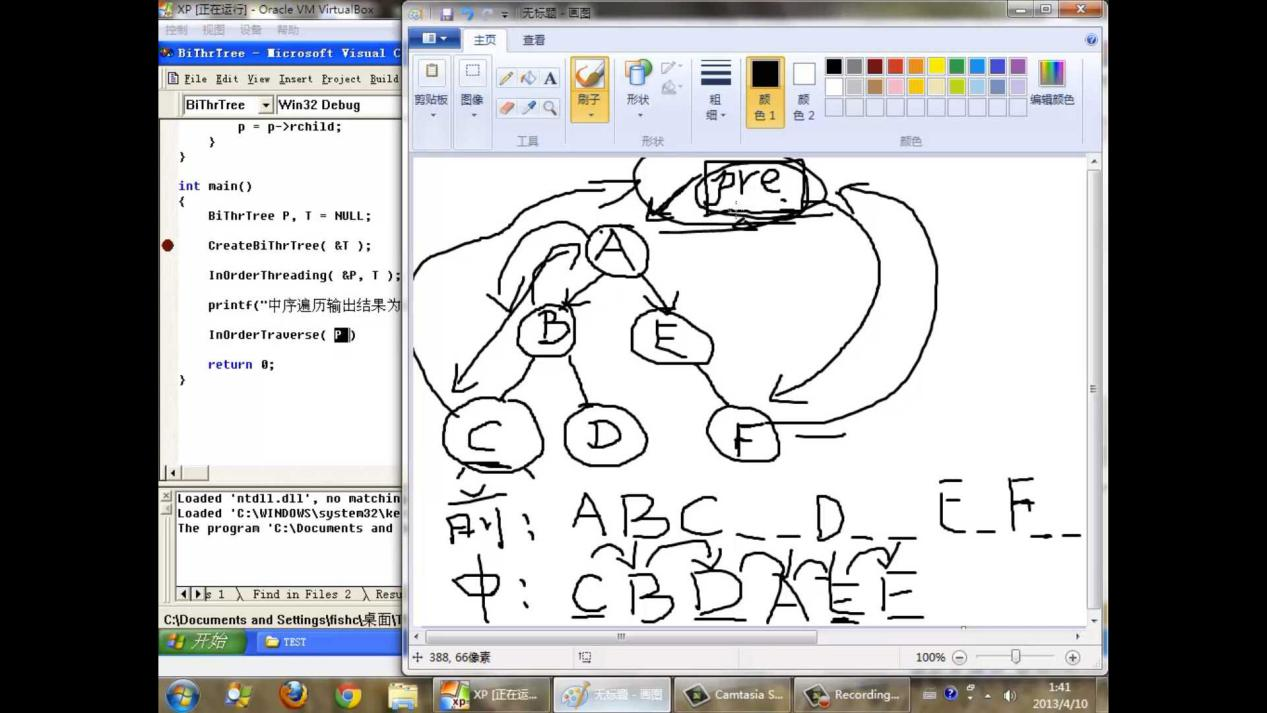 XP [正在运行] - Oracle VM VirtualBox
控制 视图 设备 帮助
BiThrTree - Microsoft Visual C
File Edit View Insert Project Build
BiThrTree Win32 Debug
p = p->rchild;
}
}
int main()
{
BiThrTree P, T = NULL;
CreateBiThrTree( &T );
InOrderThreading( &P, T );
printf("中序遍历输出结果为
InOrderTraverse( P )
return 0;
}
Loaded 'ntdll.dll', no matching
Loaded 'C:\WINDOWS\system32\ke
The program 'C:\Documents and
s 1 Find in Files 2 Resu
C:\Documents and Settings\fishc\桌面\T
开始 TEST
无标题 - 画图
主页 查看
剪贴板 图像 工具 刷子 形状 粗细 颜色 1 颜色 2 编辑颜色
形状 颜色
pre
A
B E
C D F
前: A B C _ _ D _ _ E _ F _ _
中: C B D A E F
388, 66像素 100%
XP [正在运... 无标题 - 画图 Camtasia S... Recording...
1:41
2013/4/10